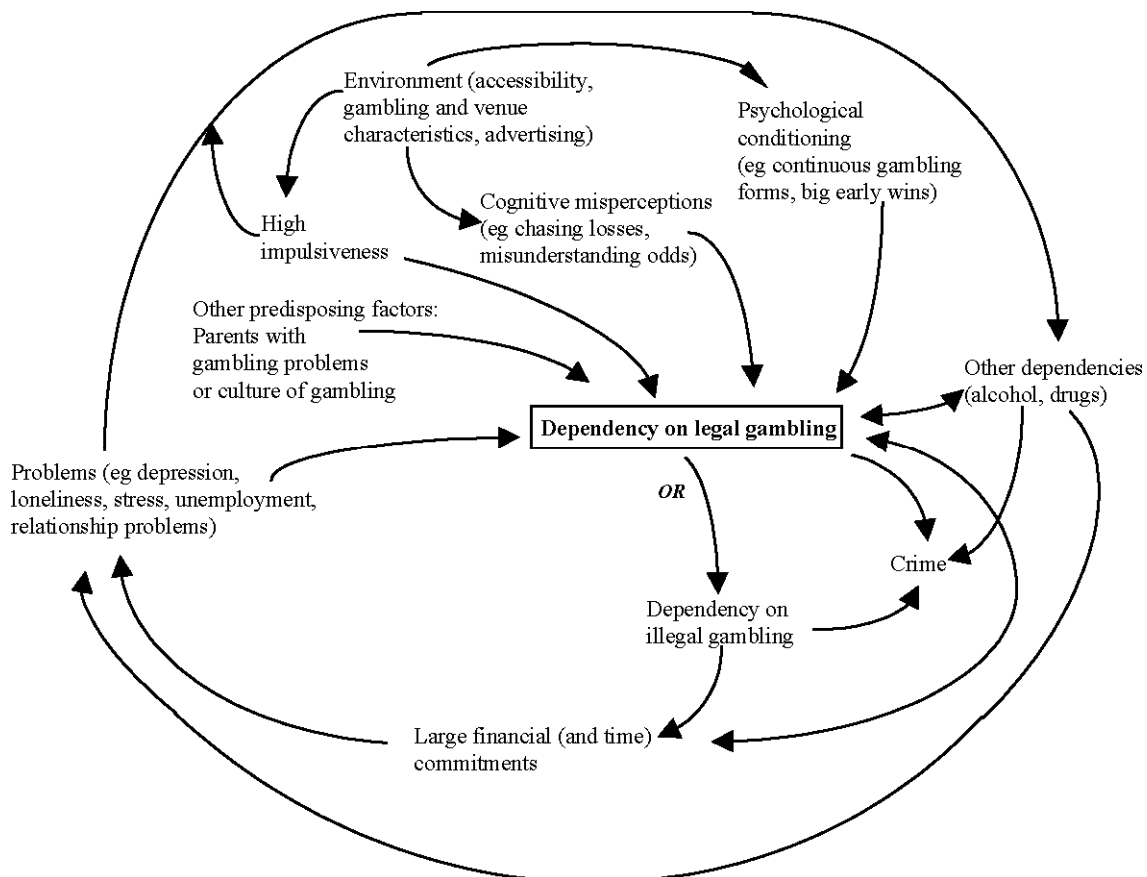 Environment (accessibility,
gambling and venue
characteristics, advertising)
Psychological
conditioning
(eg continuous gambling
forms, big early wins)
Cognitive misperceptions
(eg chasing losses,
misunderstanding odds)
High
impulsiveness
Other predisposing factors:
Parents with
gambling problems
or culture of gambling
Other dependencies
(alcohol, drugs)
Dependency on legal gambling
Problems (eg depression,
loneliness, stress, unemployment,
relationship problems)
OR
Crime
Dependency on
illegal gambling
Large financial (and time)
commitments